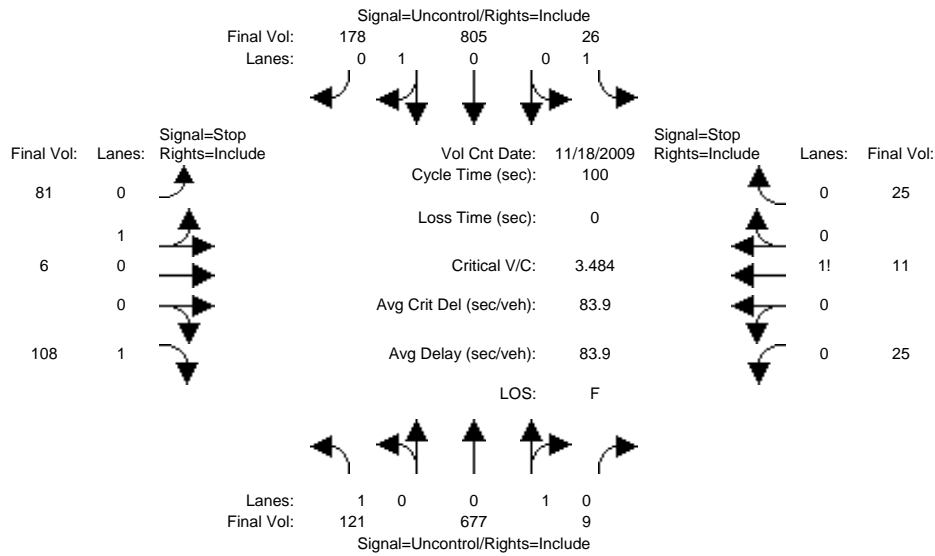 Signal=Uncontrol/Rights=Include
Final Vol: 178 805 26
Lanes: 0 1 0 0 1
Signal=Stop Signal=Stop
Final Vol: Lanes: Rights=Include Vol Cnt Date: 11/18/2009 Rights=Include Lanes: Final Vol:
Cycle Time (sec): 100
81 0 0 25
Loss Time (sec): 0
1 0
6 0 Critical V/C: 3.484 1! 11
0 Avg Crit Del (sec/veh): 83.9 0
108 1 Avg Delay (sec/veh): 83.9 0 25
LOS: F
Lanes: 1 0 0 1 0
Final Vol: 121 677 9
Signal=Uncontrol/Rights=Include